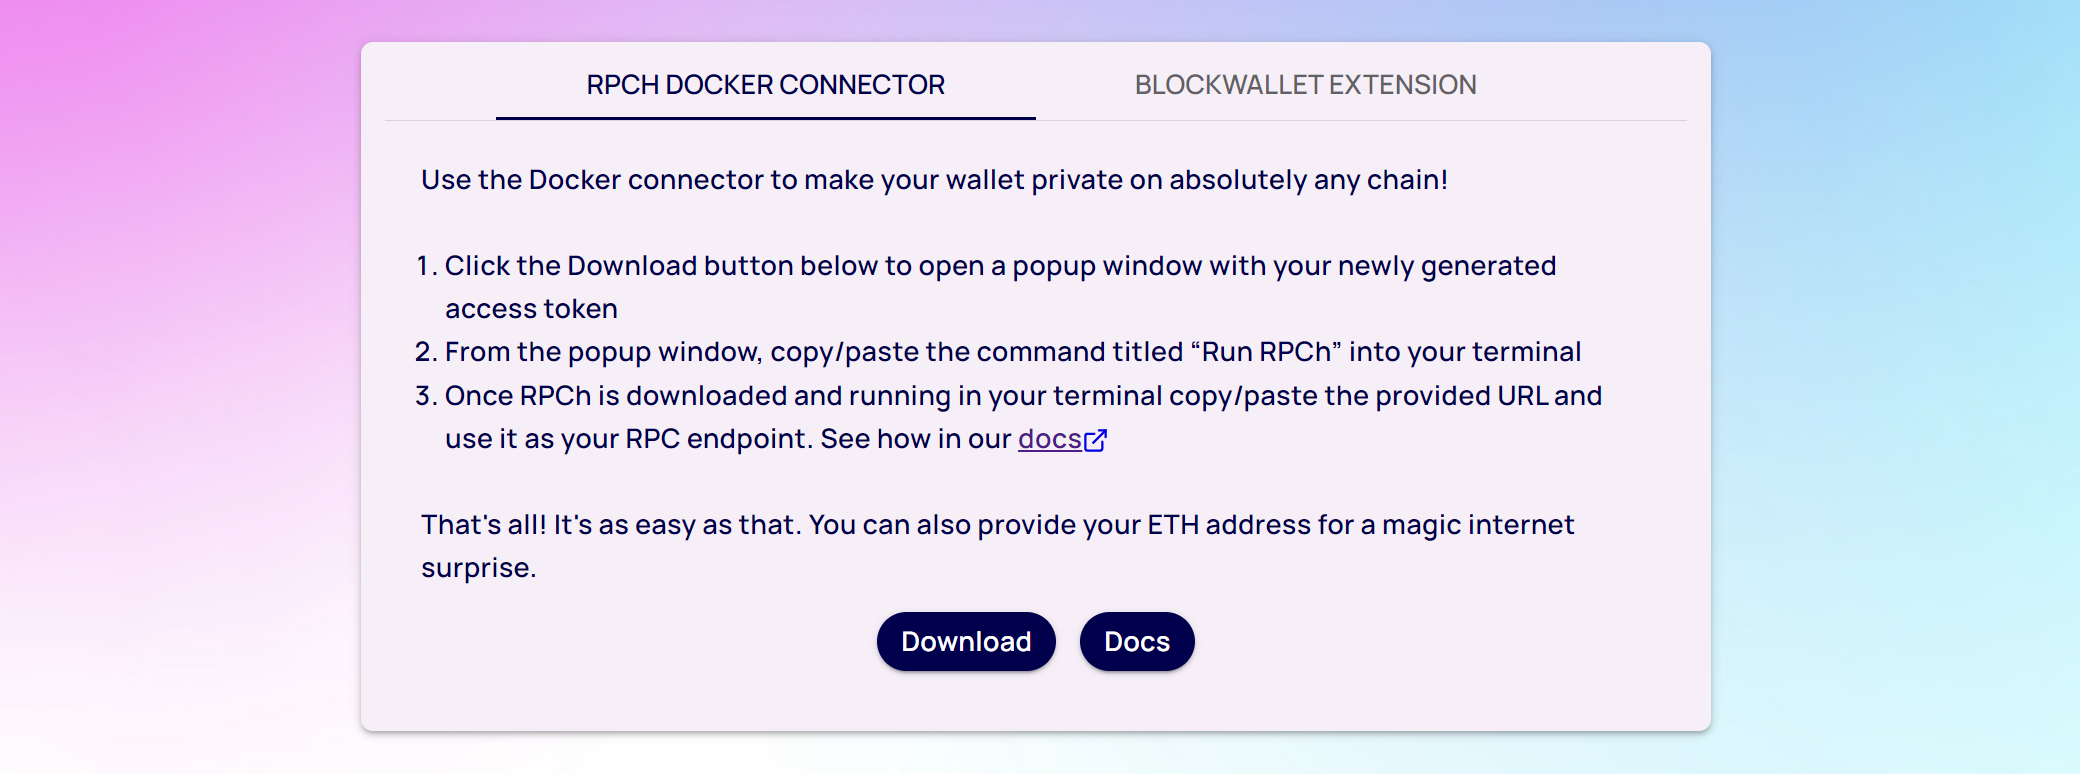 RPCH DOCKER CONNECTOR
BLOCKWALLET EXTENSION
Use the Docker connector to make your wallet private on absolutely any chain!
1. Click the Download button below to open a popup window with your newly generated
access token
2. From the popup window, copy/paste the command titled “Run RPCh” into your terminal
3. Once RPCh is downloaded and running in your terminal copy/paste the provided URL and
use it as your RPC endpoint. See how in our docs
That's all! It's as easy as that. You can also provide your ETH address for a magic internet
surprise.
Download
Docs